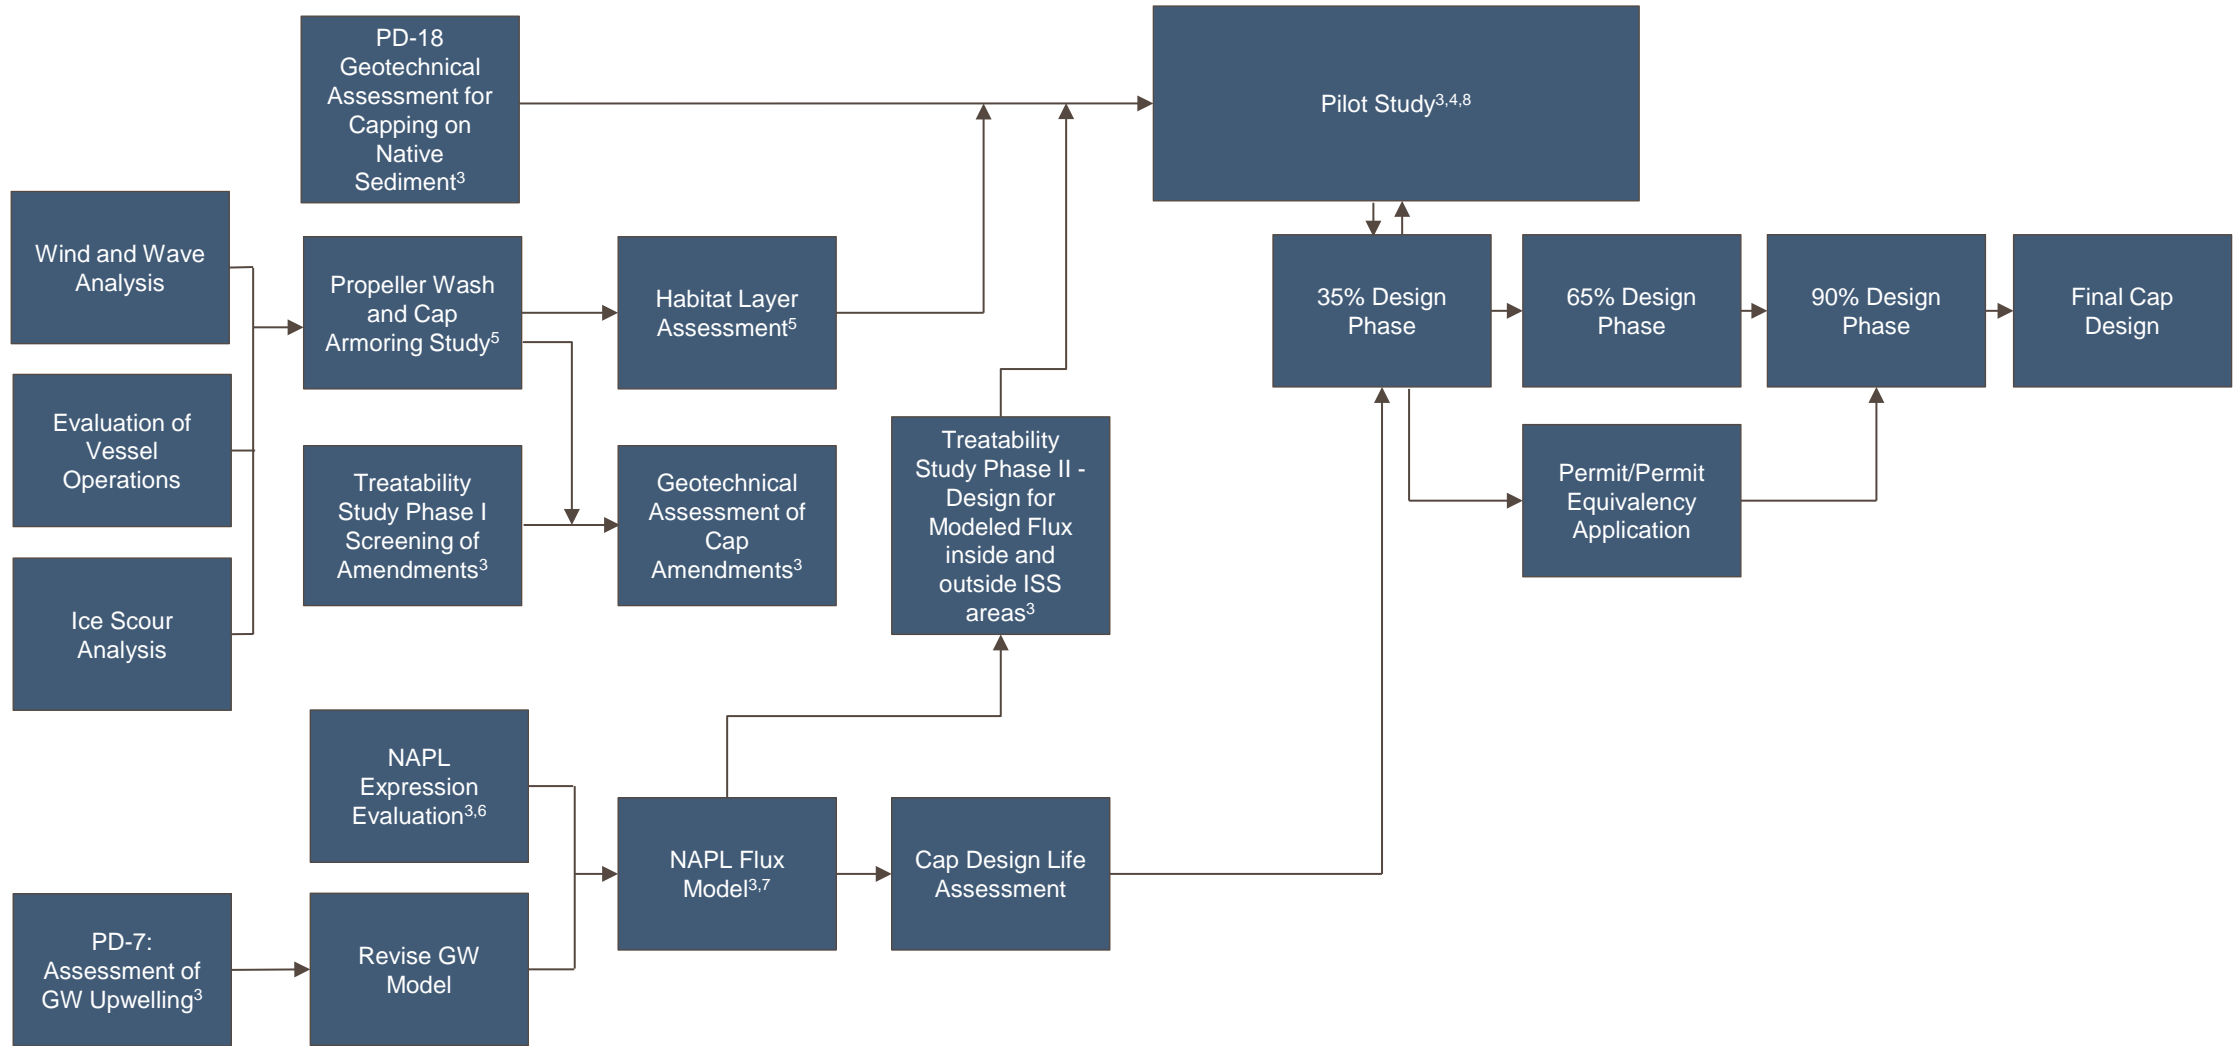 PD-18
Geotechnical
Assessment for
Capping on
Native
Sediment³
Pilot Study³,⁴,⁸
Wind and Wave
Analysis
Propeller Wash
and Cap
Armoring Study⁵
Habitat Layer
Assessment⁵
35% Design
Phase
65% Design
Phase
90% Design
Phase
Final Cap
Design
Evaluation of
Vessel
Operations
Treatability
Study Phase I
Screening of
Amendments³
Geotechnical
Assessment of
Cap
Amendments³
Treatability
Study Phase II -
Design for
Modeled Flux
inside and
outside ISS
areas³
Permit/Permit
Equivalency
Application
Ice Scour
Analysis
NAPL
Expression
Evaluation³,⁶
NAPL Flux
Model³,⁷
Cap Design Life
Assessment
PD-7:
Assessment of
GW Upwelling³
Revise GW
Model